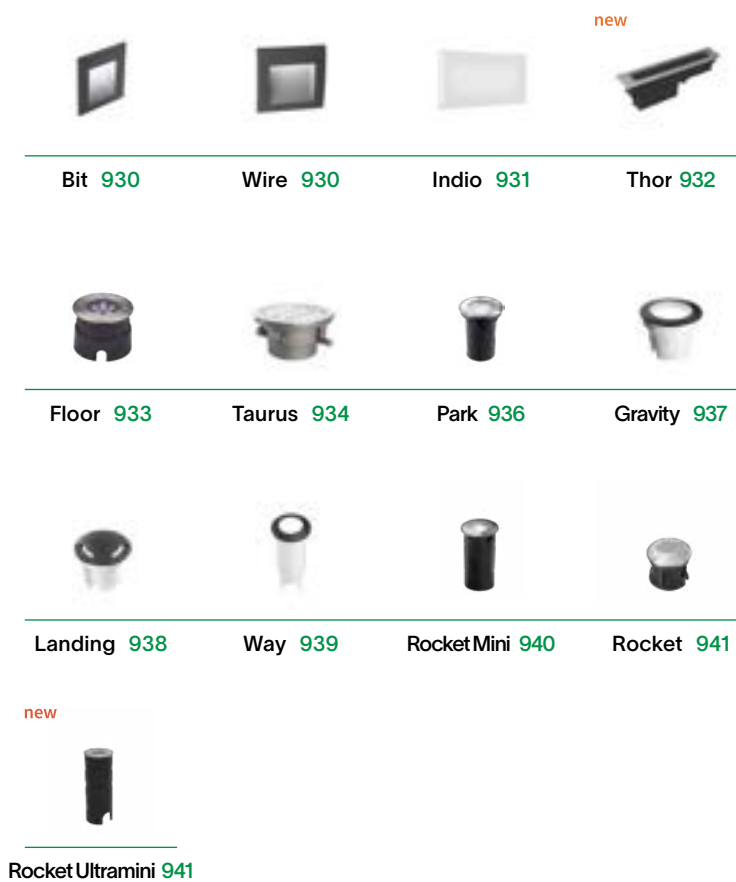 new
Bit 930 Wire 930 Indio 931 Thor 932
Floor 933 Taurus 934 Park 936 Gravity 937
Landing 938 Way 939 Rocket Mini 940 Rocket 941
new
Rocket Ultramini 941